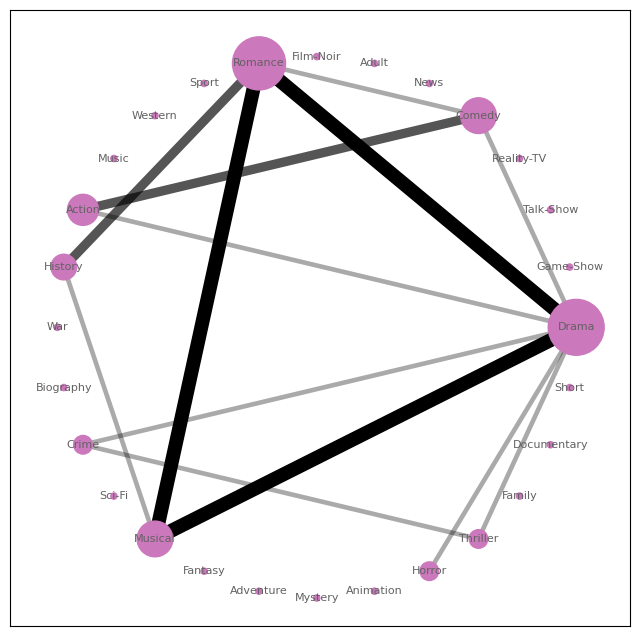 Film-Noir
Romance
Adult
Sport
News
Western
Comedy
Music
Reality-TV
Action
Talk-Show
History
Game-Show
War
Drama
Biography
Short
Crime
Documentary
Sci-Fi
Family
Musical
Thriller
Fantasy
Horror
Adventure
Mystery
Animation